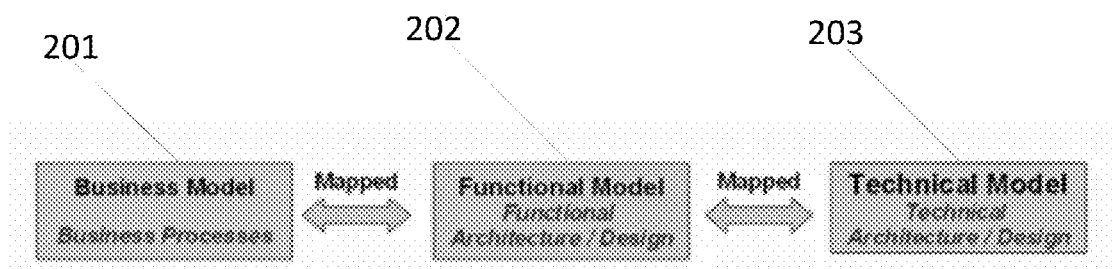 201
202
203
Business Model
Business Processes
Mapped
Functional Model
Functional
Architecture / Design
Mapped
Technical Model
Technical
Architecture / Design